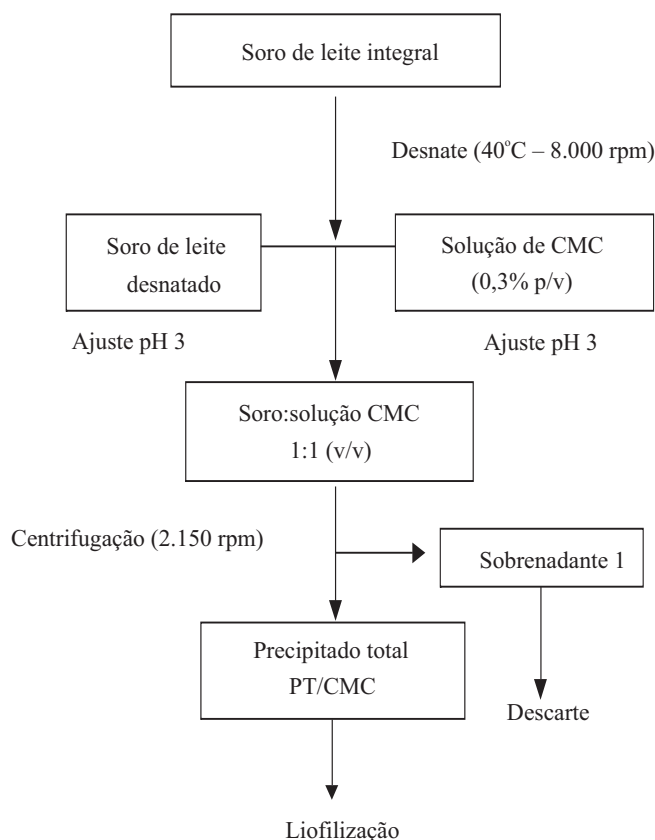 Soro de leite integral
Desnate (40°C – 8.000 rpm)
Soro de leite
desnatado
Solução de CMC
(0,3% p/v)
Ajuste pH 3
Ajuste pH 3
Soro:solução CMC
1:1 (v/v)
Centrifugação (2.150 rpm)
Sobrenadante 1
Precipitado total
PT/CMC
Descarte
Liofilização